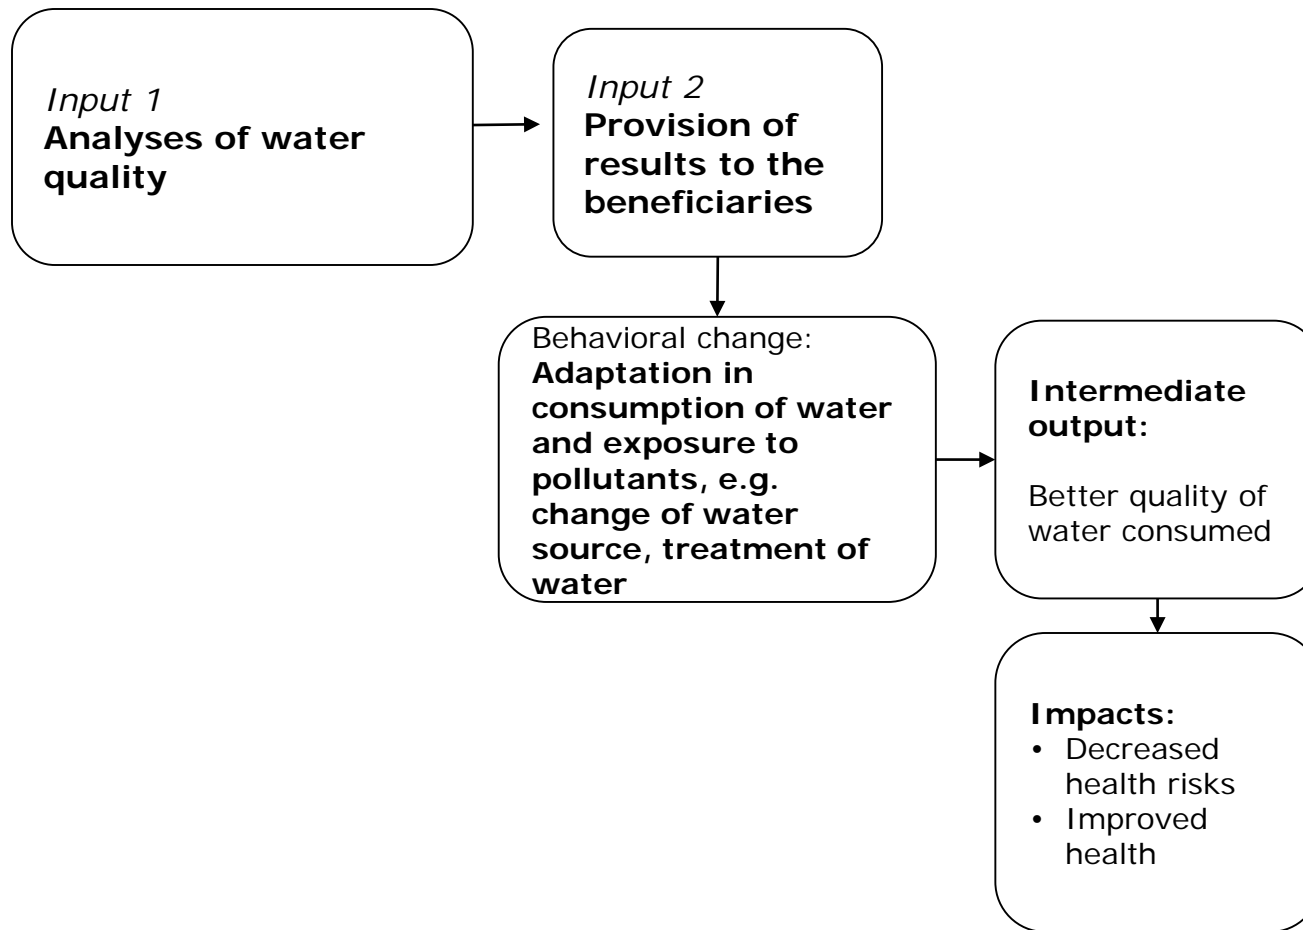 Input 1
Analyses of water
quality
Input 2
Provision of
results to the
beneficiaries
Behavioral change:
Adaptation in
consumption of water
and exposure to
pollutants, e.g.
change of water
source, treatment of
water
Intermediate
output:
Better quality of
water consumed
Impacts:
• Decreased
health risks
• Improved
health